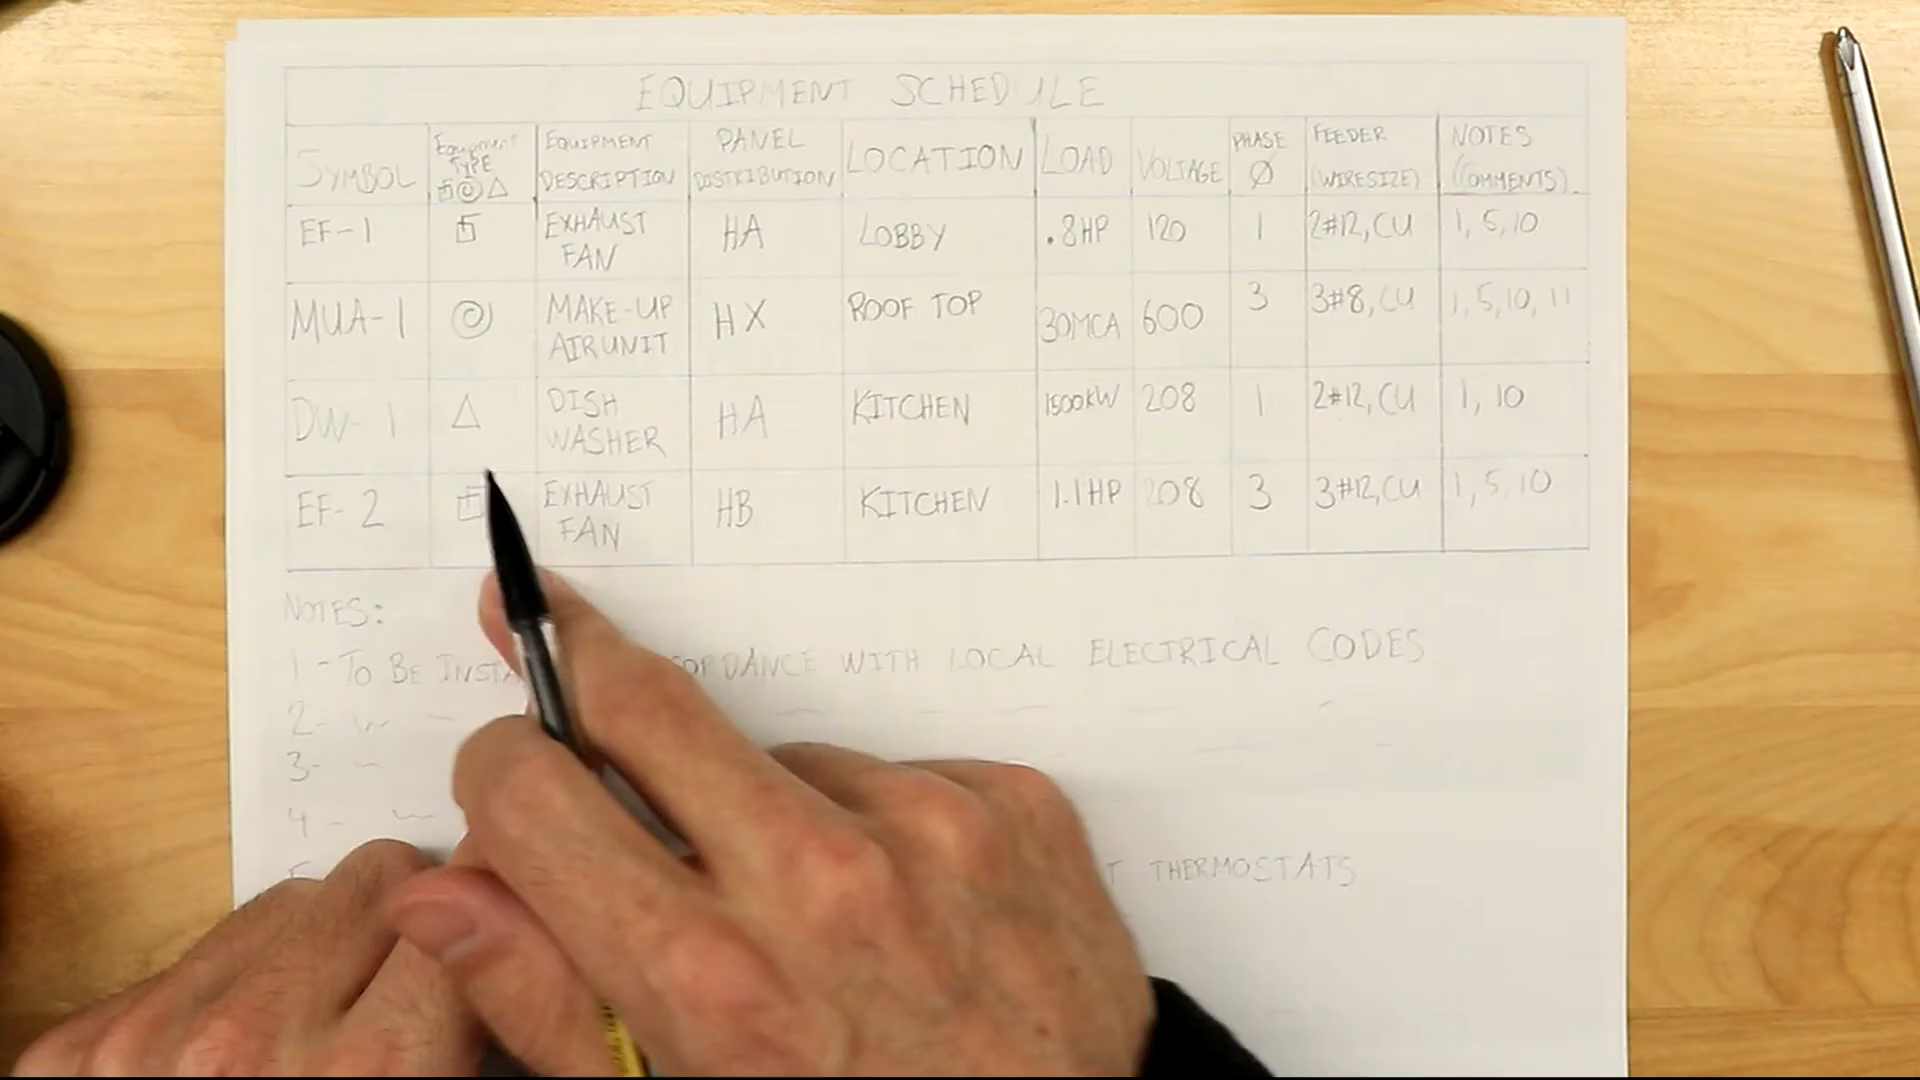 EQUIPMENT SCHEDULE
SYMBOL
Equipment
TYPE
EQUIPMENT
DESCRIPTION
PANEL
DISTRIBUTION
LOCATION
LOAD
VOLTAGE
PHASE
Ø
FEEDER
(WIRESIZE)
NOTES
(COMMENTS)
EF-1
EXHAUST
FAN
HA
LOBBY
.8HP
120
1
2#12,CU
1, 5, 10
MUA-1
MAKE-UP
AIRUNIT
HX
ROOF TOP
30MCA
600
3
3#8, CU
1, 5, 10, 11
DW-1
DISH
WASHER
HA
KITCHEN
1500KW
208
1
2#12, CU
1, 10
EF-2
EXHAUST
FAN
HB
KITCHEN
1.1HP
208
3
3#12,CU
1, 5, 10
NOTES:
1 - TO BE WITH LOCAL ELECTRICAL CODES
2-
3-
4 -
THERMOSTATS